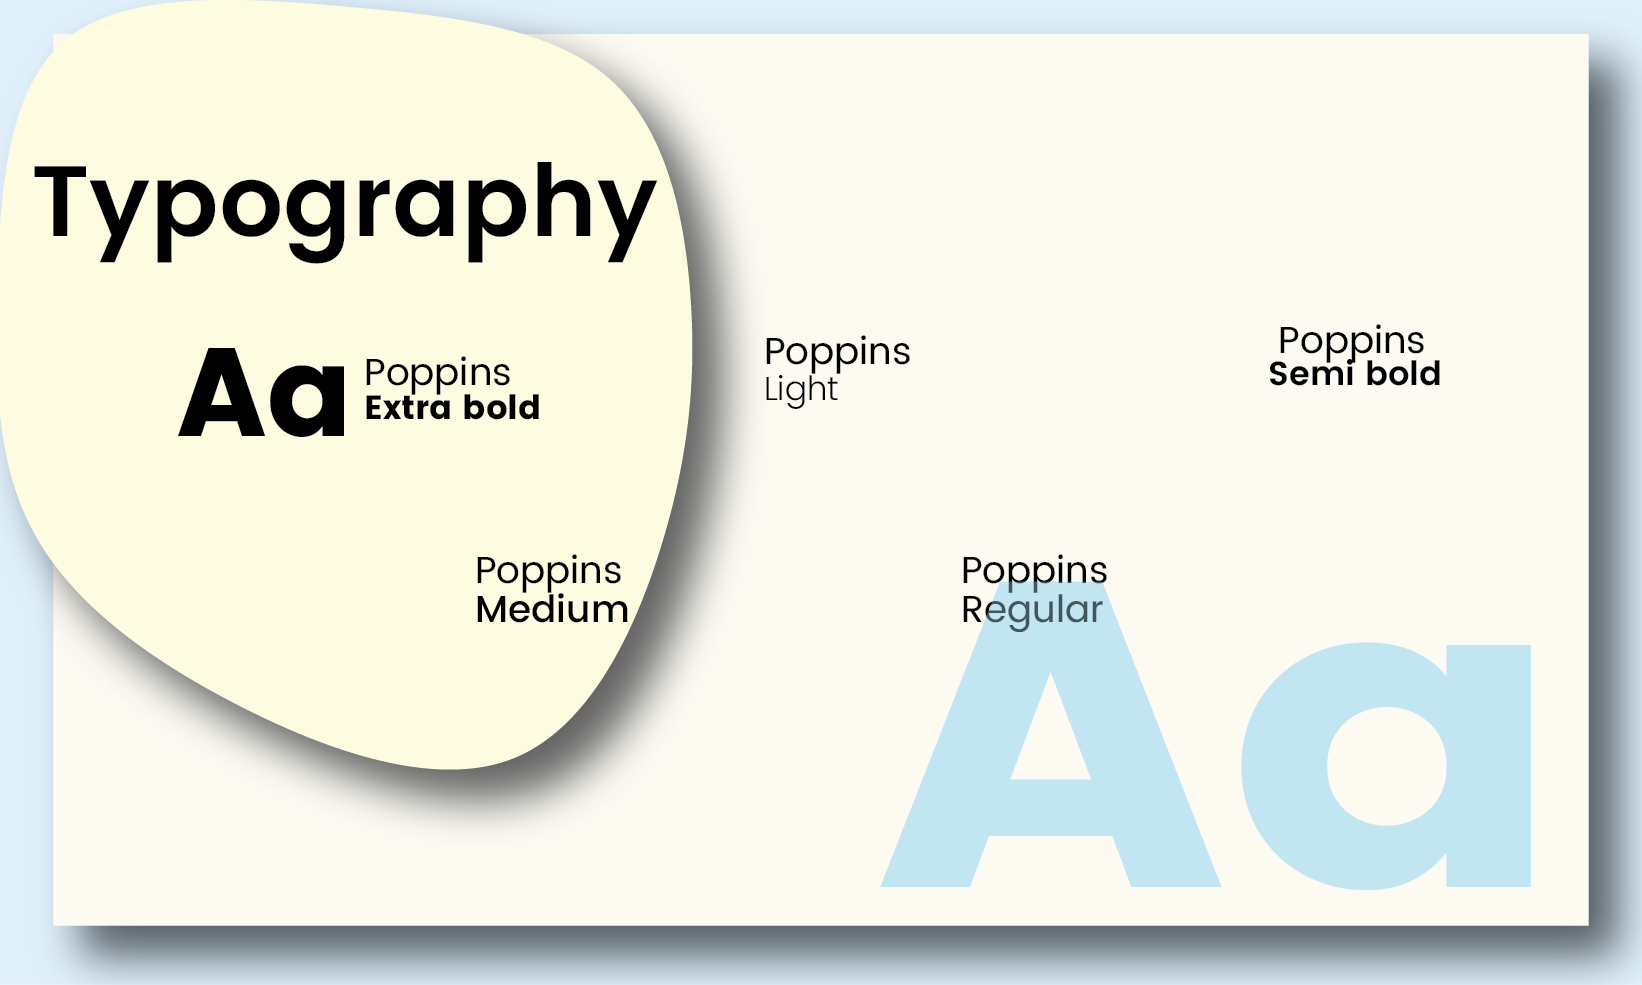 Typography
Aa
Poppins
Extra bold
Poppins
Light
Poppins
Semi bold
Poppins
Medium
Poppins
Regular
Aa